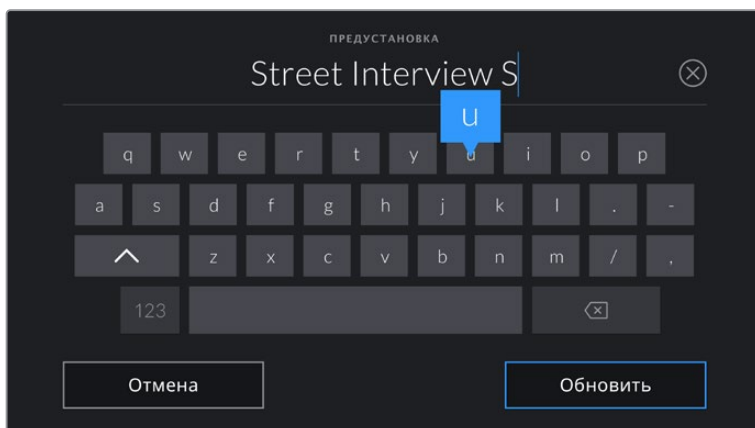 ПРЕДУСТАНОВКА
Street Interview S
u
q w e r t y u i o p
a s d f g h j k l . -
z x c v b n m / ,
123
Отмена Обновить